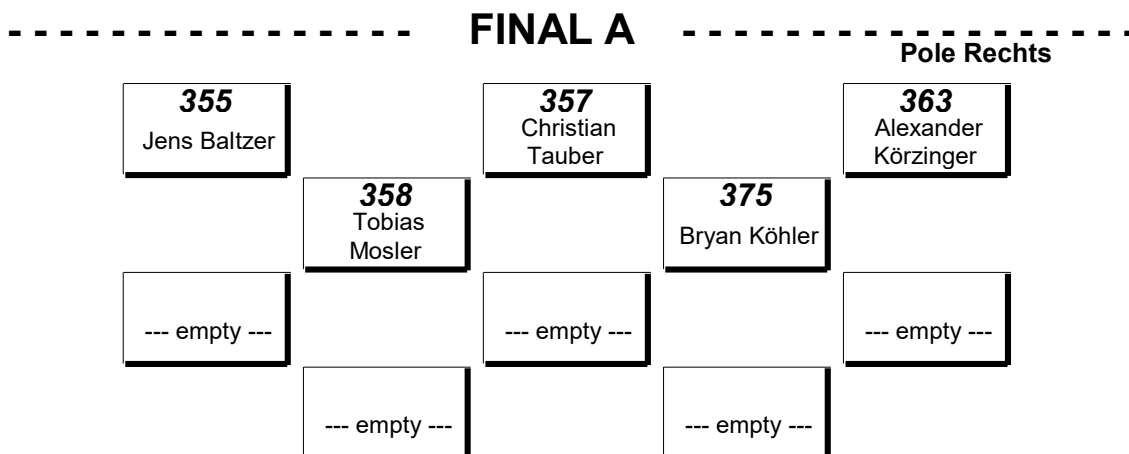 FINAL A
Pole Rechts
355
Jens Baltzer
357
Christian
Tauber
363
Alexander
Körzinger
358
Tobias
Mosler
375
Bryan Köhler
--- empty ---
--- empty ---
--- empty ---
--- empty ---
--- empty ---